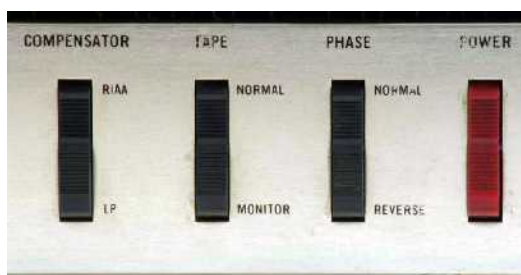 COMPENSATOR TAPE PHASE POWER
RIAA NORMAL NORMAL
LP MONITOR REVERSE